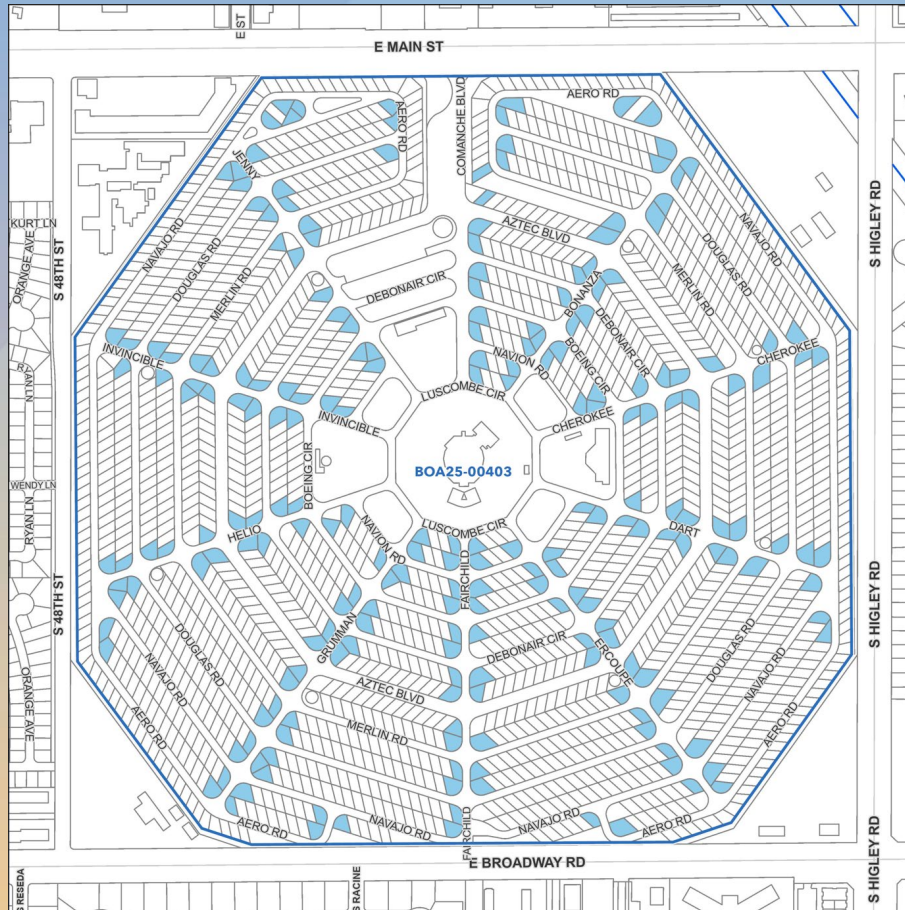 E ST
E MAIN ST
AERO RD
AERO RD
COMANCHE BLVD
JENNY
S HIGLEY RD
KURT LN
ORANGE AVE
S 48TH ST
NAVAJO RD
DOUGLAS RD
MERLIN RD
DEBONAIR CIR
AZTEC BLVD
BONANZA
NAVAJO RD
DOUGLAS RD
MERLIN RD
DEBONAIR CIR
BOEING CIR
NAVION RD
INVINCIBLE
CHEROKEE
LUSCOMBE CIR
INVINCIBLE
CHEROKEE
BOEING CIR
BOA25-00403
WENDY LN
RYAN LN
HELIO
NAVION RD
LUSCOMBE CIR
DART
FAIRCHILD
S 48TH ST
S HIGLEY RD
ORANGE AVE
DOUGLAS RD
NAVAJO RD
AERO RD
GRUMMAN
DEBONAIR CIR
ERCOUPE
AZTEC BLVD
MERLIN RD
DOUGLAS RD
NAVAJO RD
AERO RD
AERO RD
NAVAJO RD
FAIRCHILD
NAVAJO RD
AERO RD
E BROADWAY RD
S HIGLEY RD
S RESEDA
S RACINE